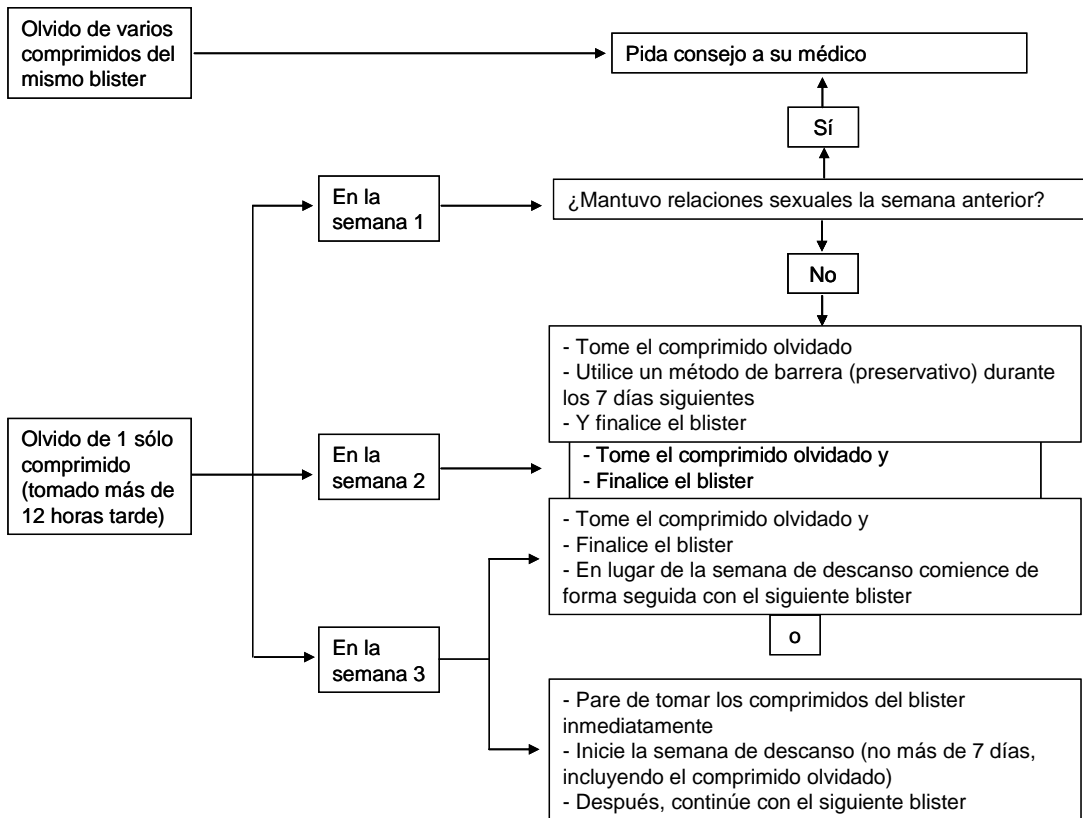 Olvido de varios
comprimidos del
mismo blister
Pida consejo a su médico
Sí
En la
semana 1
¿Mantuvo relaciones sexuales la semana anterior?
No
- Tome el comprimido olvidado
- Utilice un método de barrera (preservativo) durante
los 7 días siguientes
- Y finalice el blister
Olvido de 1 sólo
comprimido
(tomado más de
12 horas tarde)
En la
semana 2
- Tome el comprimido olvidado y
- Finalice el blister
- Tome el comprimido olvidado y
- Finalice el blister
- En lugar de la semana de descanso comience de
forma seguida con el siguiente blister
o
En la
semana 3
- Pare de tomar los comprimidos del blister
inmediatamente
- Inicie la semana de descanso (no más de 7 días,
incluyendo el comprimido olvidado)
- Después, continúe con el siguiente blister